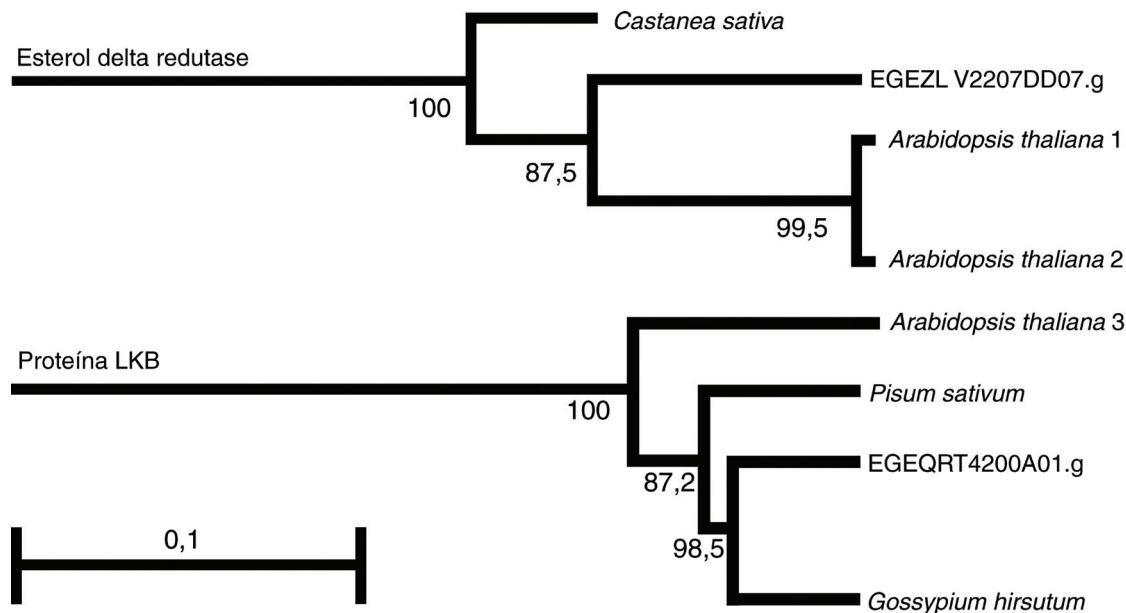 Castanea sativa
Esterol delta redutase
EGEZL V2207DD07.g
100
Arabidopsis thaliana 1
87,5
99,5
Arabidopsis thaliana 2
Arabidopsis thaliana 3
Proteína LKB
Pisum sativum
100
EGEQRT4200A01.g
87,2
0,1
98,5
Gossypium hirsutum